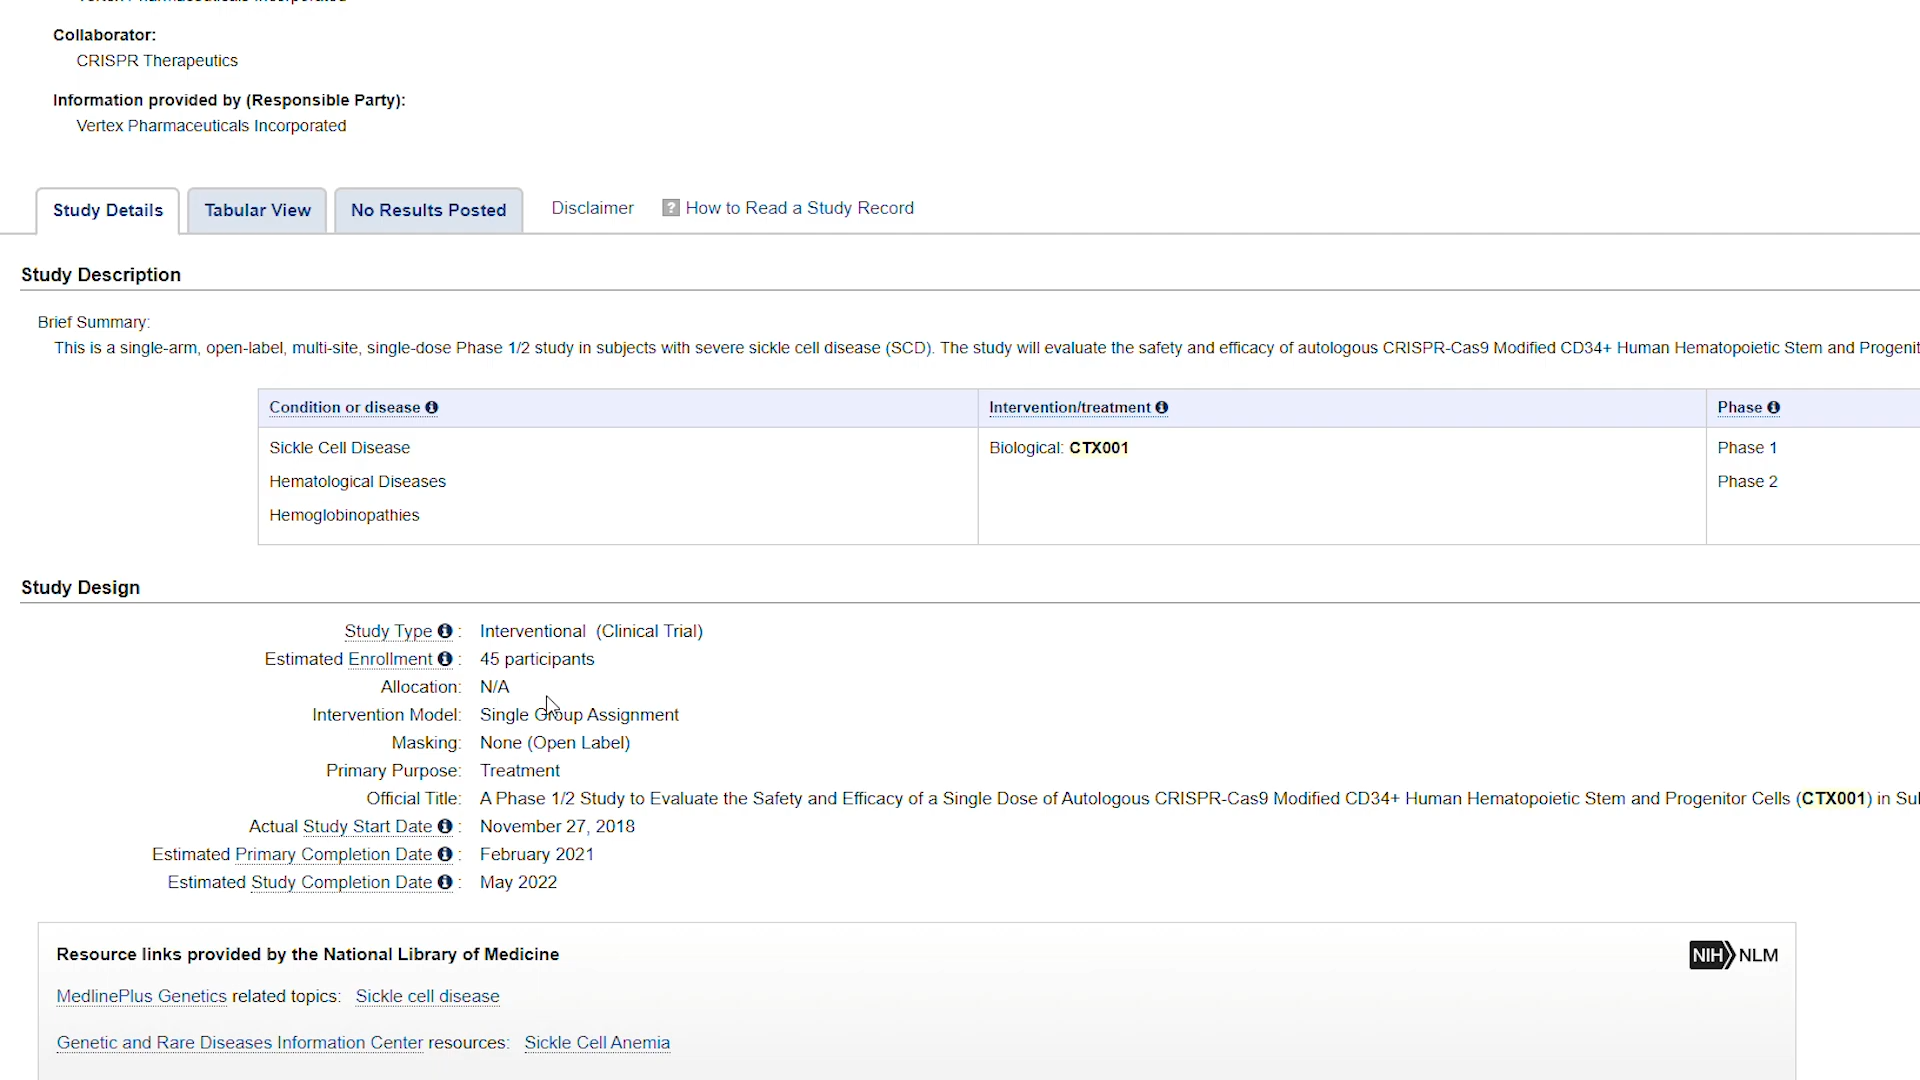 Collaborator:
CRISPR Therapeutics
Information provided by (Responsible Party):
Vertex Pharmaceuticals Incorporated
Study Details
Tabular View
No Results Posted
Disclaimer
? How to Read a Study Record
Study Description
Brief Summary:
This is a single-arm, open-label, multi-site, single-dose Phase 1/2 study in subjects with severe sickle cell disease (SCD). The study will evaluate the safety and efficacy of autologous CRISPR-Cas9 Modified CD34+ Human Hematopoietic Stem and
Condition or disease
Intervention/treatment
Phase
Sickle Cell Disease
Biological: CTX001
Phase 1
Hematological Diseases
Phase 2
Hemoglobinopathies
Study Design
Study Type : Interventional (Clinical Trial)
Estimated Enrollment : 45 participants
Allocation: N/A
Intervention Model: Single Group Assignment
Masking: None (Open Label)
Primary Purpose: Treatment
Official Title: A Phase 1/2 Study to Evaluate the Safety and Efficacy of a Single Dose of Autologous CRISPR-Cas9 Modified CD34+ Human Hematopoietic Stem and Progenitor Cells (CTX001) in
Actual Study Start Date : November 27, 2018
Estimated Primary Completion Date : February 2021
Estimated Study Completion Date : May 2022
Resource links provided by the National Library of Medicine
NIH NLM
MedlinePlus Genetics related topics: Sickle cell disease
Genetic and Rare Diseases Information Center resources: Sickle Cell Anemia